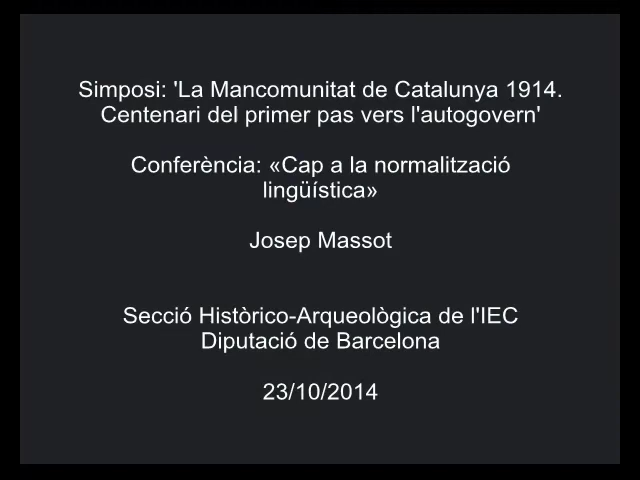 Simposi: 'La Mancomunitat de Catalunya 1914.
Centenari del primer pas vers l'autogovern'
Conferència: «Cap a la normalització
lingüística»
Josep Massot
Secció Històrico-Arqueològica de l'IEC
Diputació de Barcelona
23/10/2014